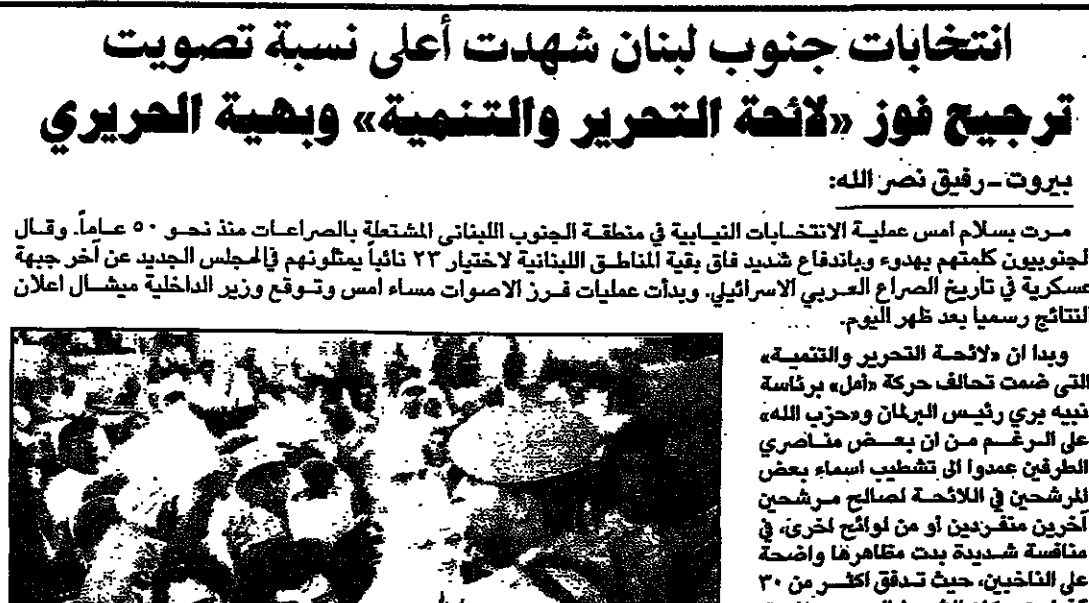 انتخابات جنوب لبنان شهدت أعلى نسبة تصويت
ترجيح فوز «لائحة التحرير والتنمية» وبهية الحريري
بيروت - رفيق نصر الله:
مرت بسلام امس عملية الانتخابات النيابية في منطقة الجنوب اللبناني المشتعلة بالصراعات منذ نحو ٥٠ عاماً. وقال
لجنوبيون كلمتهم بهدوء وباندفاع شديد فاق بقية المناطق اللبنانية لاختيار ٢٣ نائباً يمثلونهم في المجلس الجديد عن آخر جبهة
عسكرية في تاريخ الصراع العربي الاسرائيلي. وبدأت عمليات فرز الاصوات مساء امس وتوقع وزير الداخلية ميشال اعلان
لنتائج رسميا بعد ظهر اليوم.
وبدا ان «لائحة التحرير والتنمية»
التي ضمت تحالف حركة «أمل» برئاسة
نبيه بري رئيس البرلمان و«حزب الله»
على الرغم من ان بعض مناصري
الطرفين عمدوا الى تشطيب اسماء بعض
لمرشحين في اللائحة لصالح مرشحين
آخرين منفردين أو من لوائح اخرى، في
منافسة شديدة بدت مظاهرها واضحة
على الناخبين، حيث تدفق اكثر من ٣٠